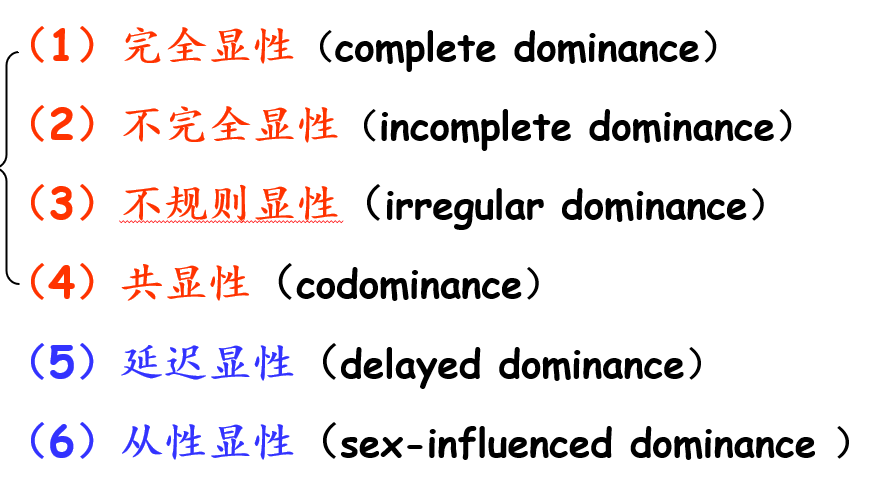 （1）完全显性（complete dominance）
（2）不完全显性（incomplete dominance）
（3）不规则显性（irregular dominance）
（4）共显性（codominance）
（5）延迟显性（delayed dominance）
（6）从性显性（sex-influenced dominance ）